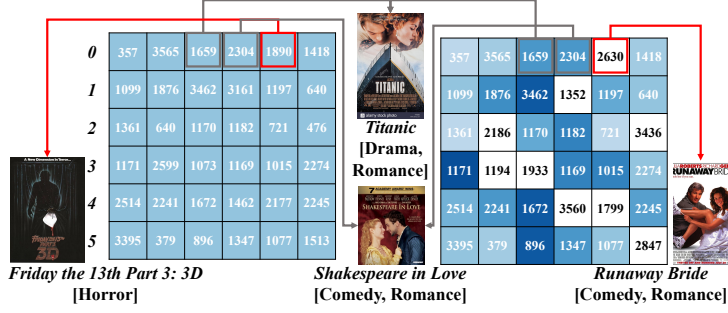 0 357 3565 1659 2304 1890 1418
1 1099 1876 3462 3161 1197 640
2 1361 640 1170 1182 721 476
3 1171 2599 1073 1169 1015 2274
4 2514 2241 1672 1462 2177 2245
5 3395 379 896 1347 1077 1513
TITANIC
Titanic
[Drama,
Romance]
SHAKESPEARE IN LOVE
357 3565 1659 2304 2630 1418
1099 1876 3462 1352 1197 640
1361 2186 1170 1182 721 3436
1171 1194 1933 1169 1015 2274
2514 2241 1672 3560 1799 2245
3395 379 896 1347 1077 2847
RUNAWAY BRID
3D
Friday the 13th Part 3: 3D
[Horror]
Shakespeare in Love
[Comedy, Romance]
Runaway Bride
[Comedy, Romance]